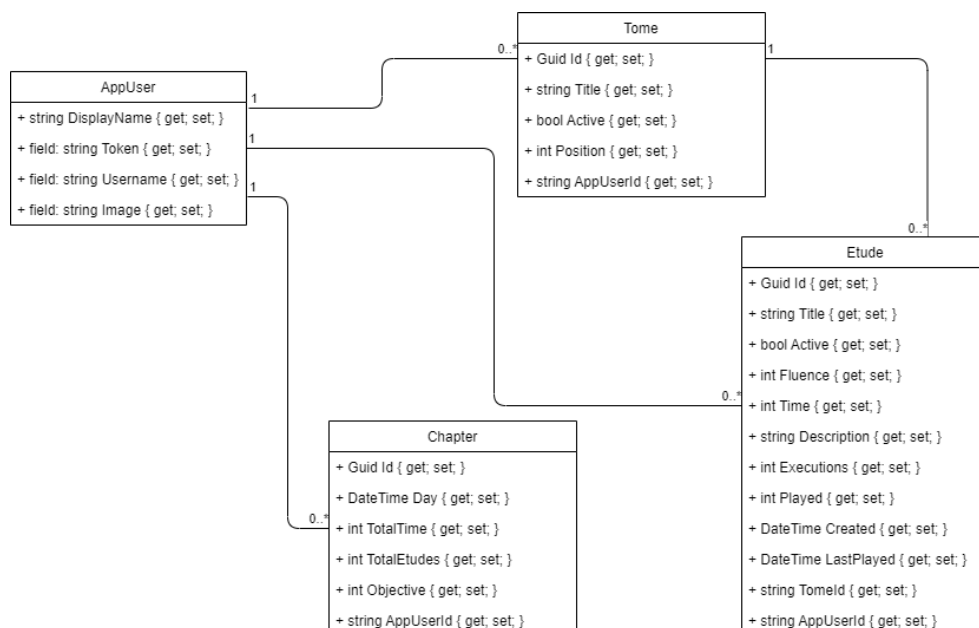 Tome
0..*
+ Guid Id { get; set; }
1
+ string Title { get; set; }
+ bool Active { get; set; }
+ int Position { get; set; }
+ string AppUserId { get; set; }
AppUser
1
+ string DisplayName { get; set; }
1
+ field: string Token { get; set; }
+ field: string Username { get; set; }
1
+ field: string Image { get; set; }
0..*
Etude
+ Guid Id { get; set; }
+ string Title { get; set; }
+ bool Active { get; set; }
+ int Fluence { get; set; }
0..*
+ int Time { get; set; }
+ string Description { get; set; }
+ int Executions { get; set; }
+ int Played { get; set; }
+ DateTime Created { get; set; }
+ DateTime LastPlayed { get; set; }
+ string TomeId { get; set; }
+ string AppUserId { get; set; }
Chapter
+ Guid Id { get; set; }
+ DateTime Day { get; set; }
0..*
+ int TotalTime { get; set; }
+ int TotalEtudes { get; set; }
+ int Objective { get; set; }
+ string AppUserId { get; set; }